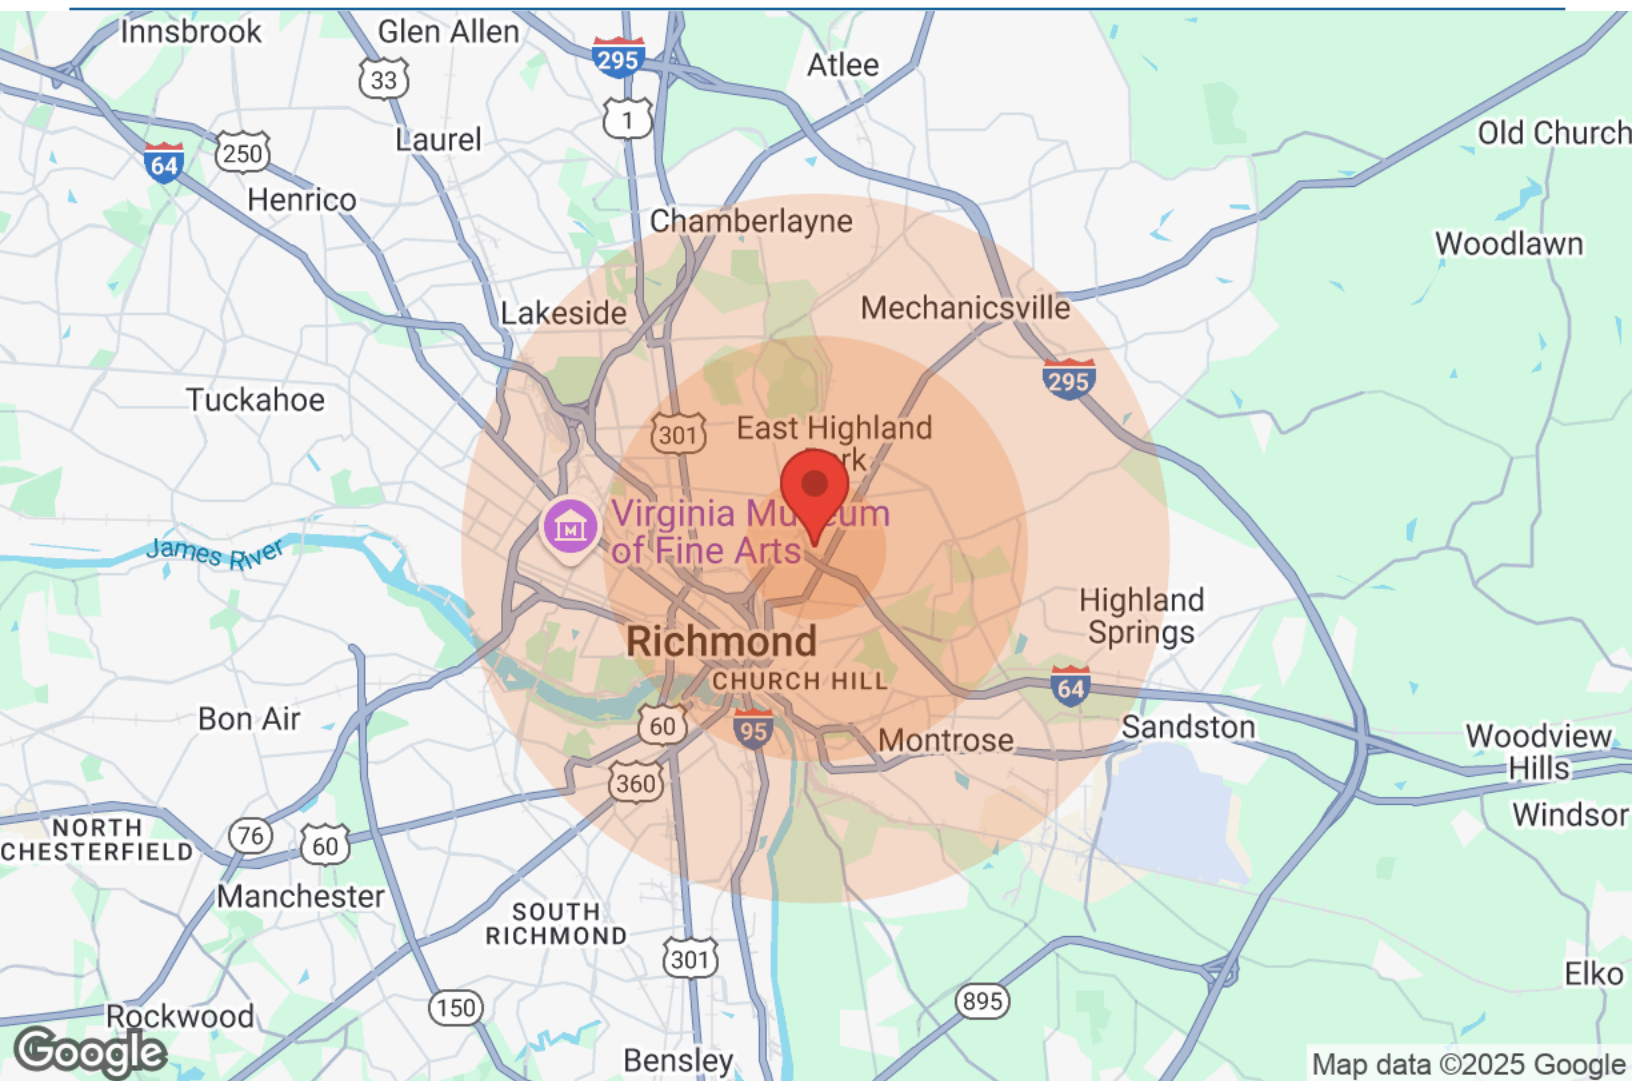 Innsbrook
Glen Allen
295
Atlee
33
1
Laurel
250
64
Old Church
Henrico
Chamberlayne
Woodlawn
Lakeside
Mechanicsville
295
Tuckahoe
301
East Highland
Virginia
of Fine Arts
James River
Highland
Springs
Richmond
CHURCH HILL
64
Bon Air
60
95
Montrose
Sandston
Woodview
Hills
360
Windsor
NORTH
CHESTERFIELD
76
60
Manchester
SOUTH
RICHMOND
301
Elko
895
150
Rockwood
Google
Bensley
Map data ©2025 Google